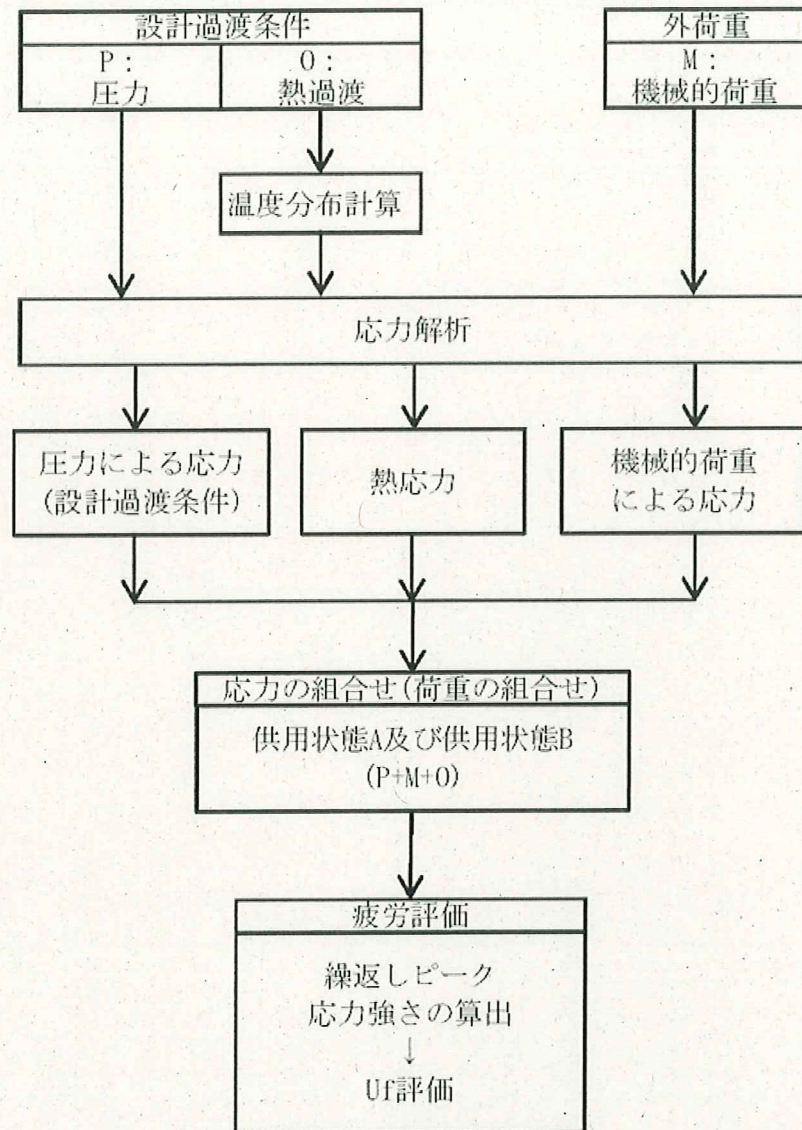 設計過渡条件
P:
圧力
O:
熱過渡
外荷重
M:
機械的荷重
温度分布計算
応力解析
圧力による応力
(設計過渡条件)
熱応力
機械的荷重
による応力
応力の組合せ(荷重の組合せ)
供用状態A及び供用状態B
(P+M+O)
疲労評価
繰返しピーク
応力強さの算出
↓
Uf評価